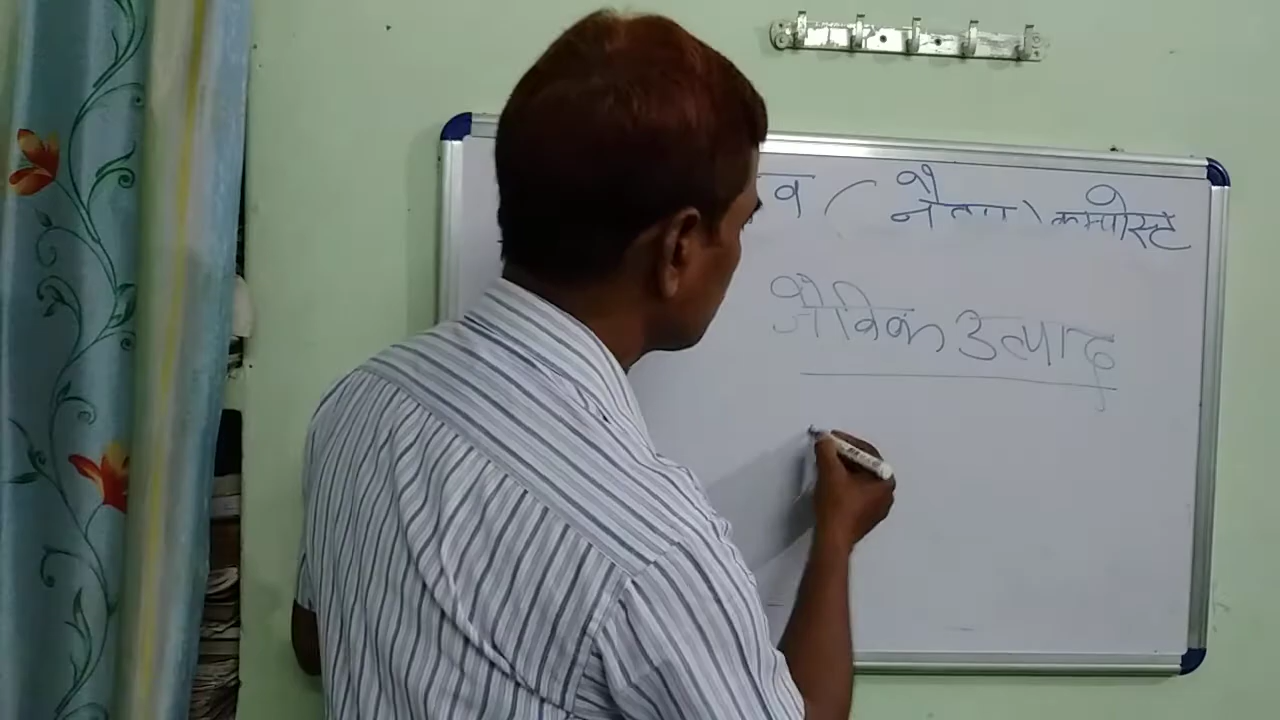 व ( कम्पोस्ट
जैविक उत्पाद